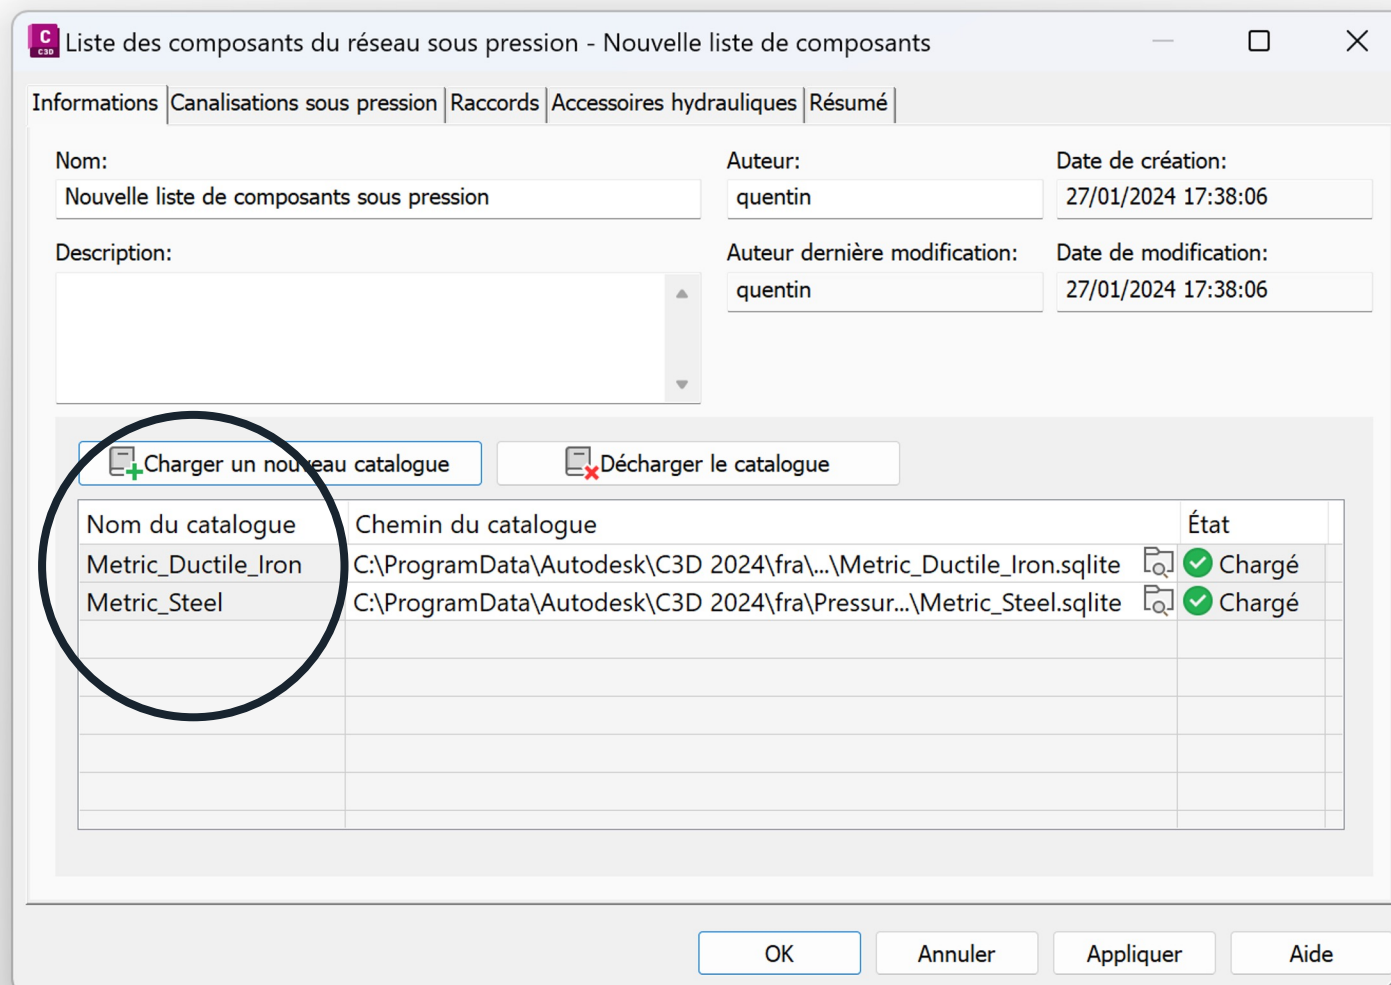 C
C3D
Liste des composants du réseau sous pression - Nouvelle liste de composants
Informations Canalisations sous pression Raccords Accessoires hydrauliques Résumé
Nom: Auteur: Date de création:
Nouvelle liste de composants sous pression quentin 27/01/2024 17:38:06
Description: Auteur dernière modification: Date de modification:
quentin 27/01/2024 17:38:06
Charger un nouveau catalogue Décharger le catalogue
Nom du catalogue Chemin du catalogue État
Metric_Ductile_Iron C:\ProgramData\Autodesk\C3D 2024\fra\...\Metric_Ductile_Iron.sqlite Chargé
Metric_Steel C:\ProgramData\Autodesk\C3D 2024\fra\Pressur...\Metric_Steel.sqlite Chargé
OK Annuler Appliquer Aide